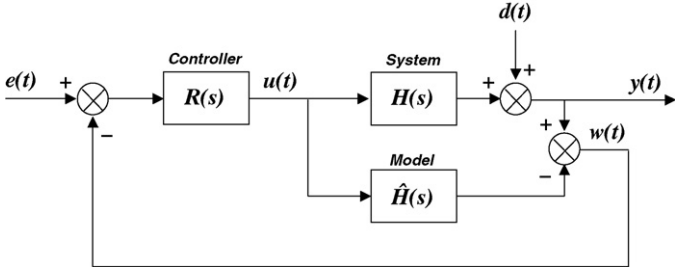 d(t)
Controller
System
e(t)
+
R(s)
u(t)
H(s)
+
+
y(t)
−
+
w(t)
Model
Ĥ(s)
−